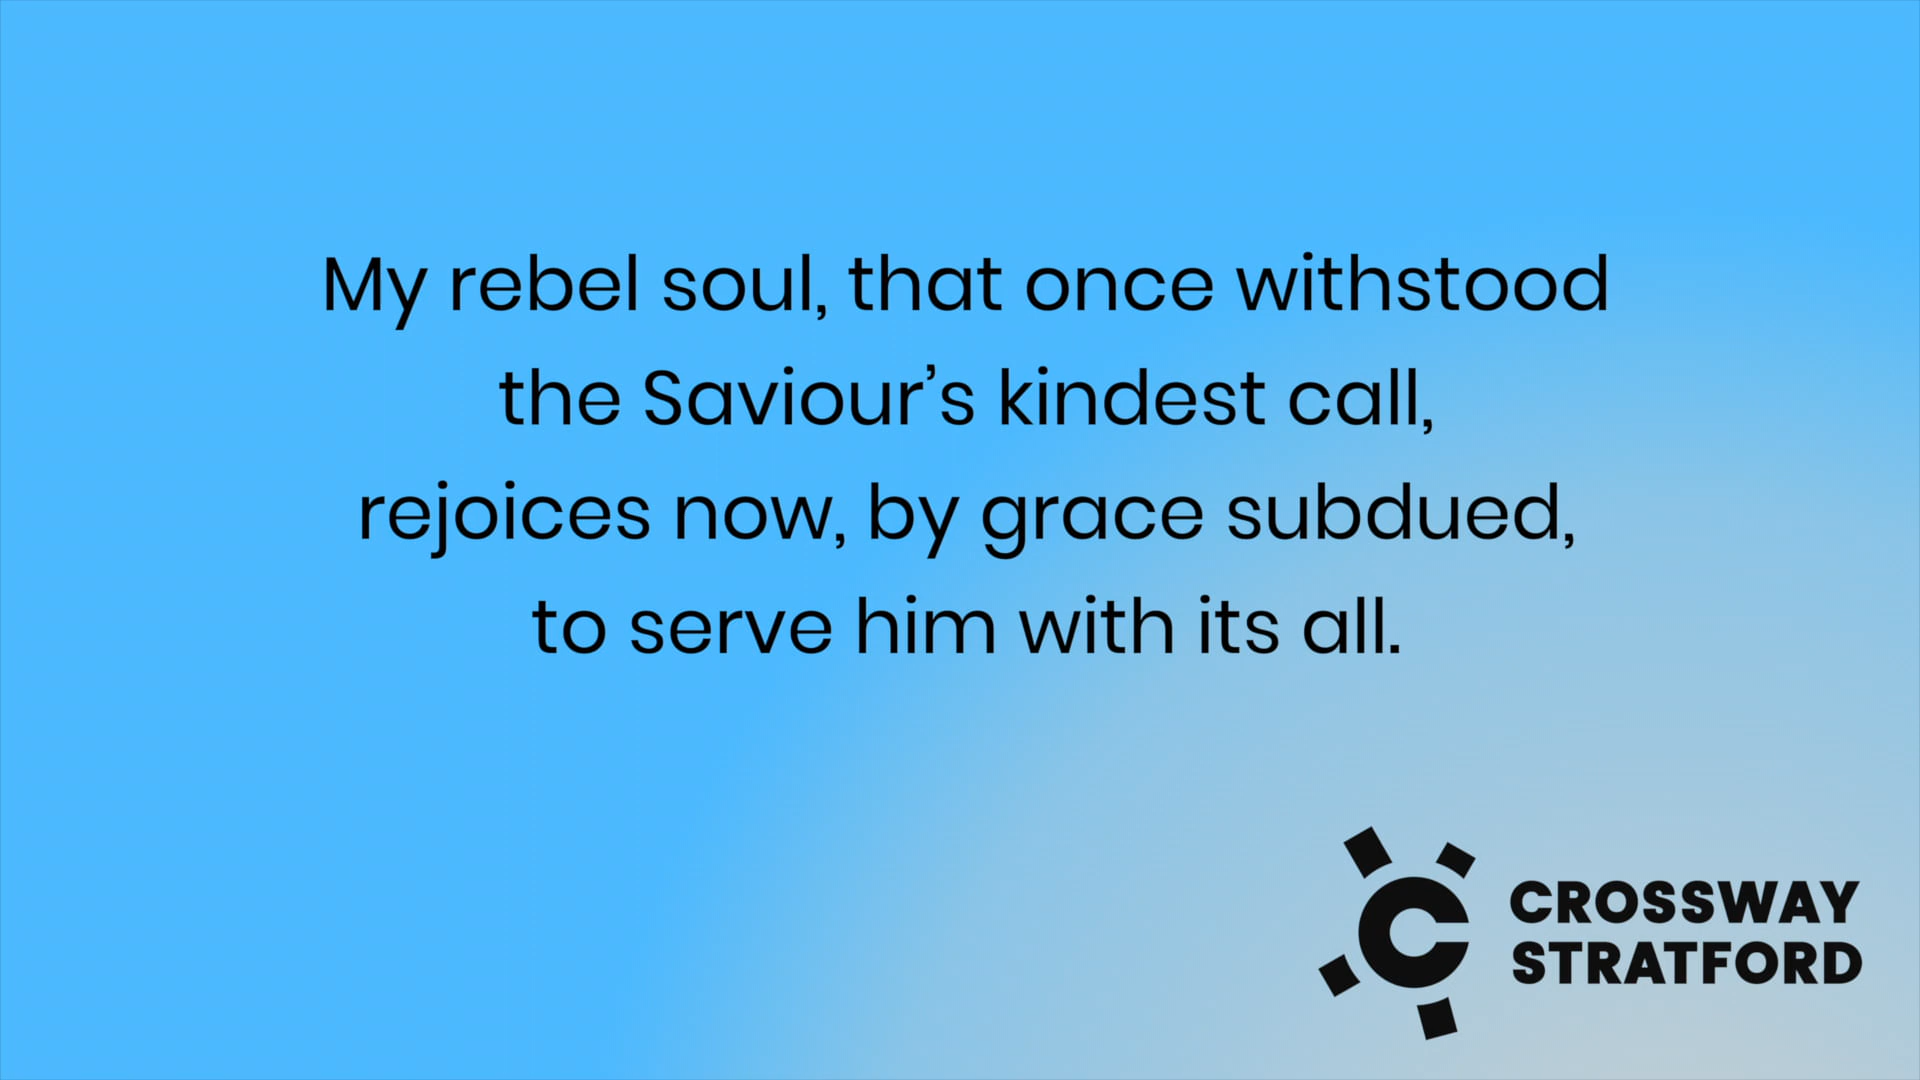 My rebel soul, that once withstood
the Saviour’s kindest call,
rejoices now, by grace subdued,
to serve him with its all.
CROSSWAY
STRATFORD